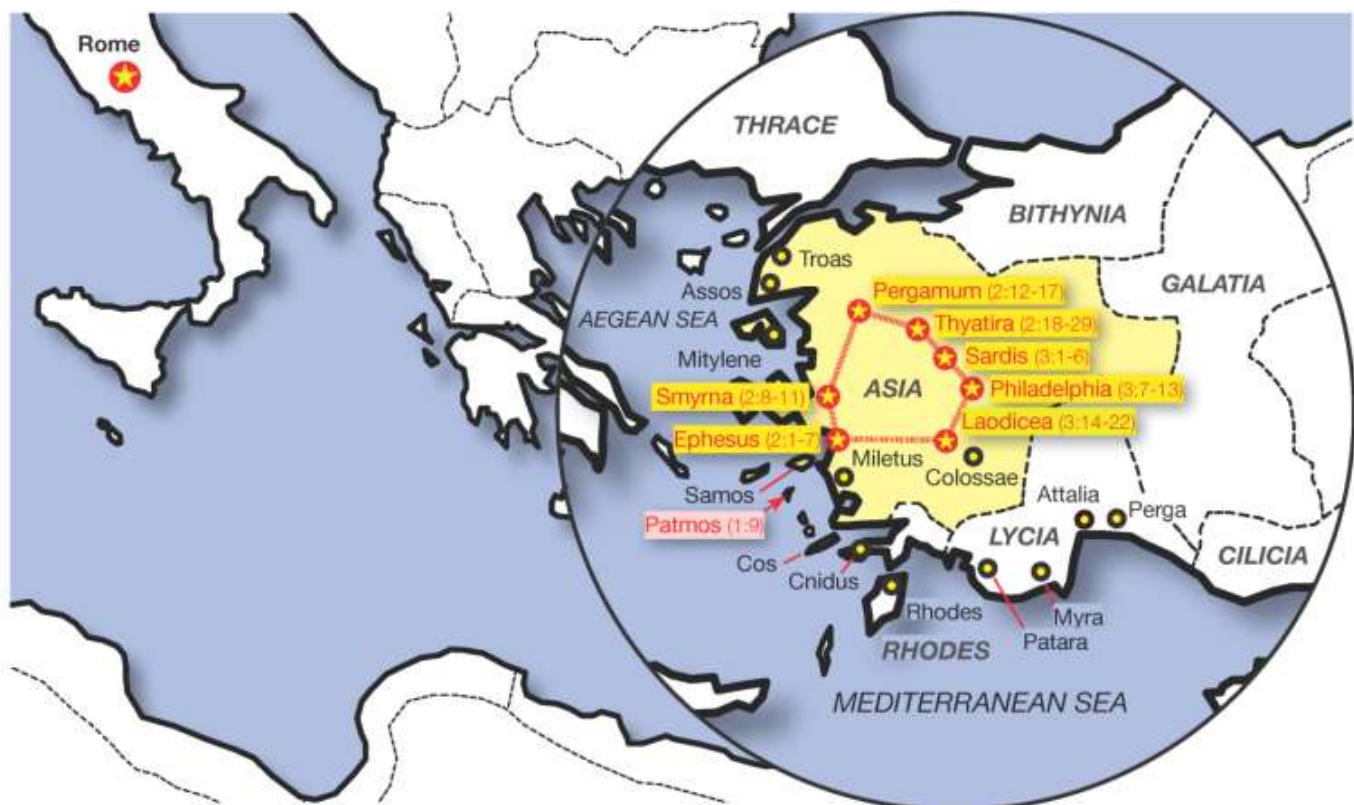 Rome
THRACE
BITHYNIA
GALATIA
Troas
Assos
Pergamum (2:12-17)
AEGEAN SEA
Thyatira (2:18-29)
Mitylene
Sardis (3:1-6)
ASIA
Philadelphia (3:7-13)
Smyrna (2:8-11)
Laodicea (3:14-22)
Ephesus (2:1-7)
Miletus
Colossae
Samos
Attalia
Perga
Patmos (1:9)
LYCIA
CILICIA
Cos
Cnidus
Rhodes
Myra
Patara
RHODES
MEDITERRANEAN SEA